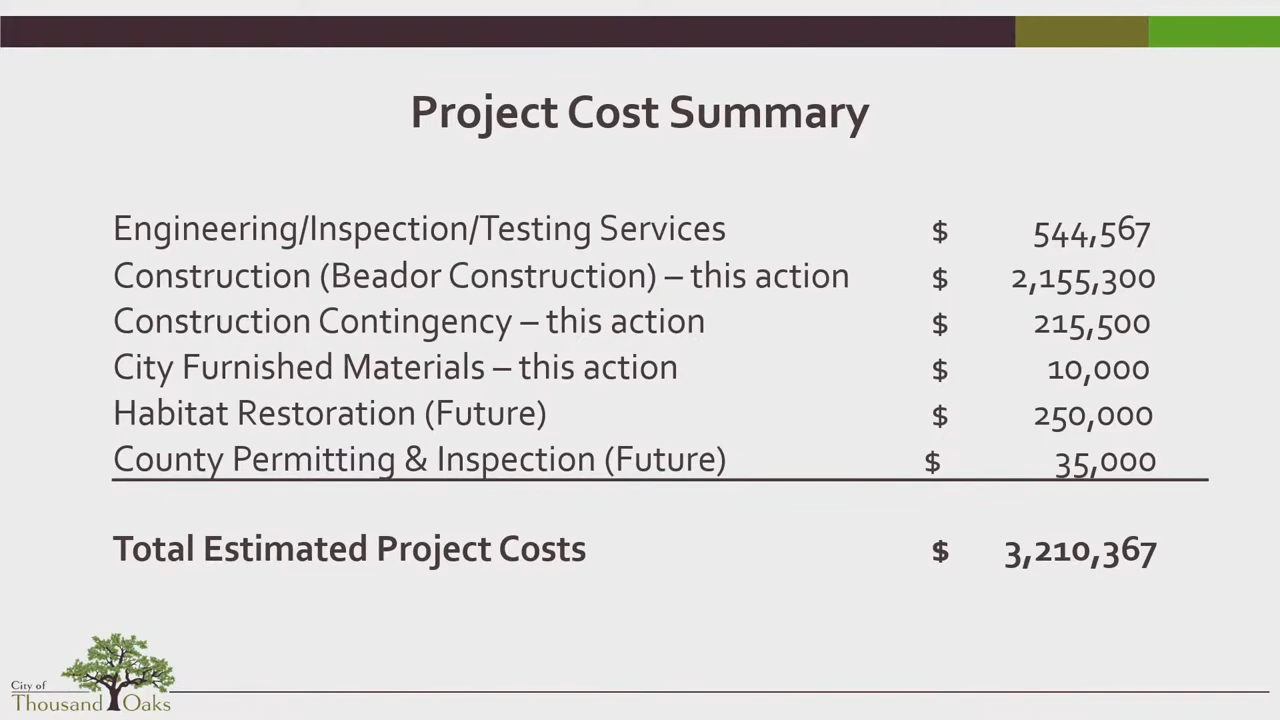 Project Cost Summary
Engineering/Inspection/Testing Services $ 544,567
Construction (Beador Construction) – this action $ 2,155,300
Construction Contingency – this action $ 215,500
City Furnished Materials – this action $ 10,000
Habitat Restoration (Future) $ 250,000
County Permitting & Inspection (Future) $ 35,000
Total Estimated Project Costs $ 3,210,367
City of
Thousand Oaks